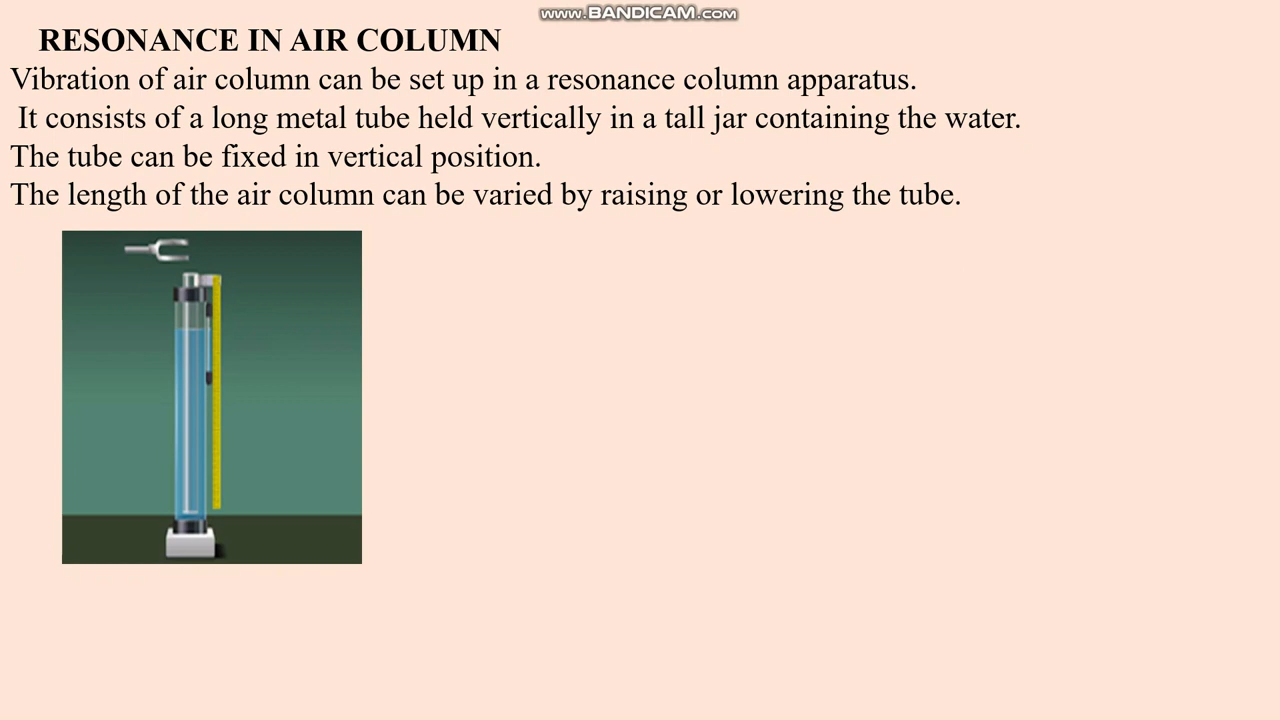 www.BANDICAM.com
RESONANCE IN AIR COLUMN
Vibration of air column can be set up in a resonance column apparatus.
It consists of a long metal tube held vertically in a tall jar containing the water.
The tube can be fixed in vertical position.
The length of the air column can be varied by raising or lowering the tube.